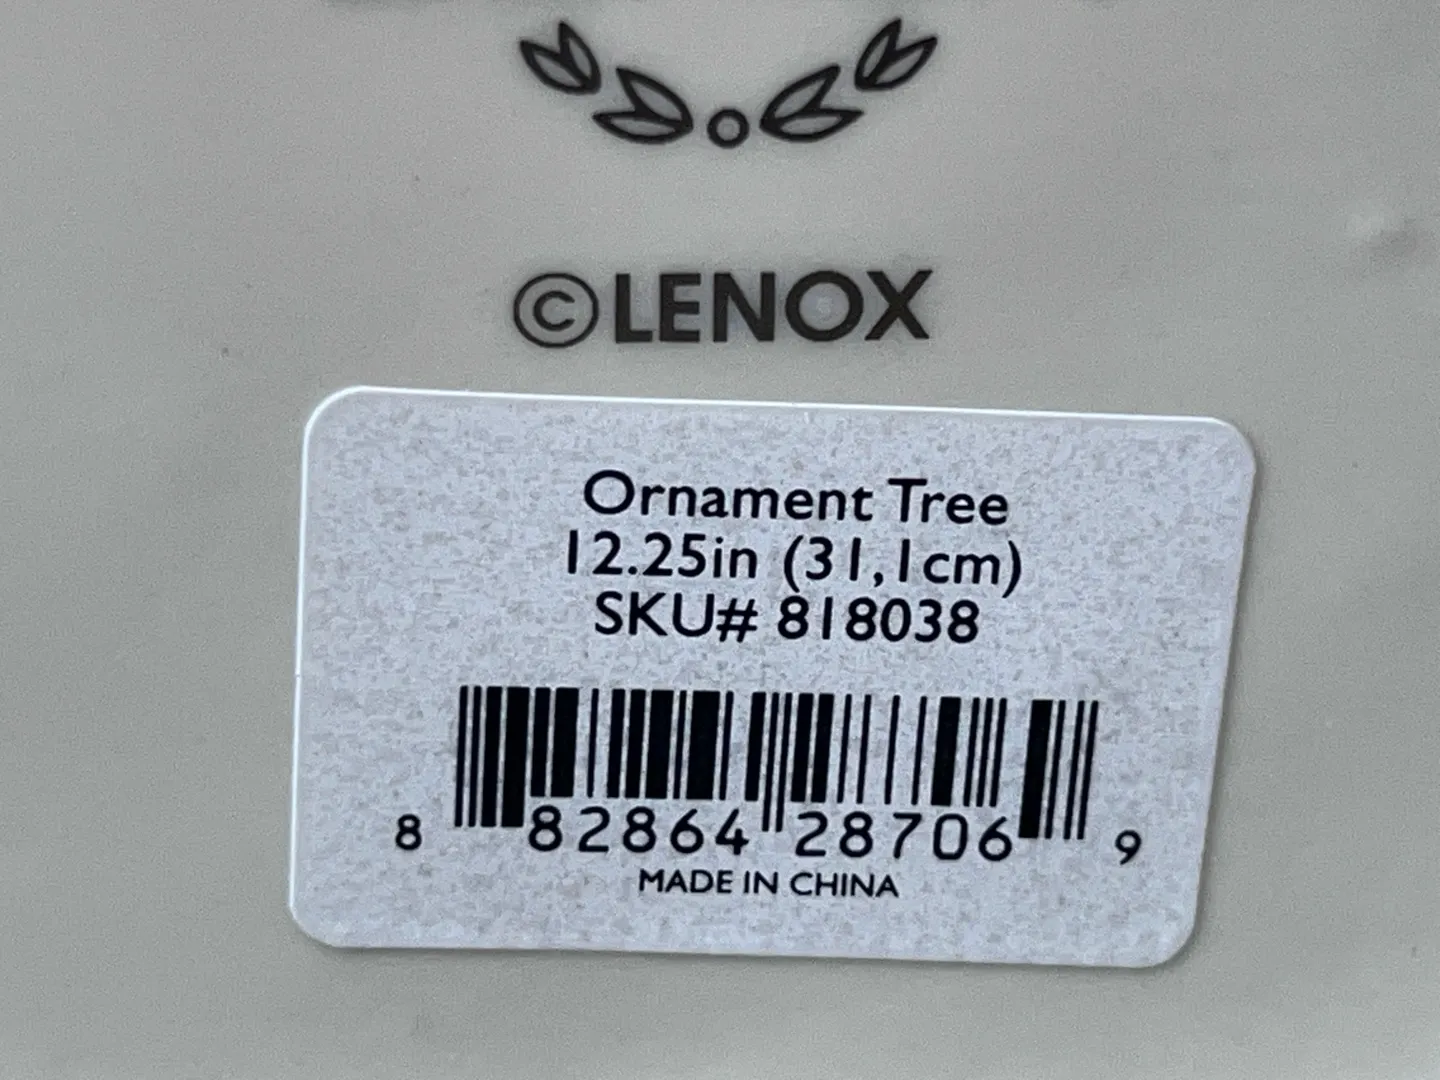 ©LENOX
Ornament Tree
12.25in (31,1cm)
SKU# 818038
8 82864 28706 9
MADE IN CHINA